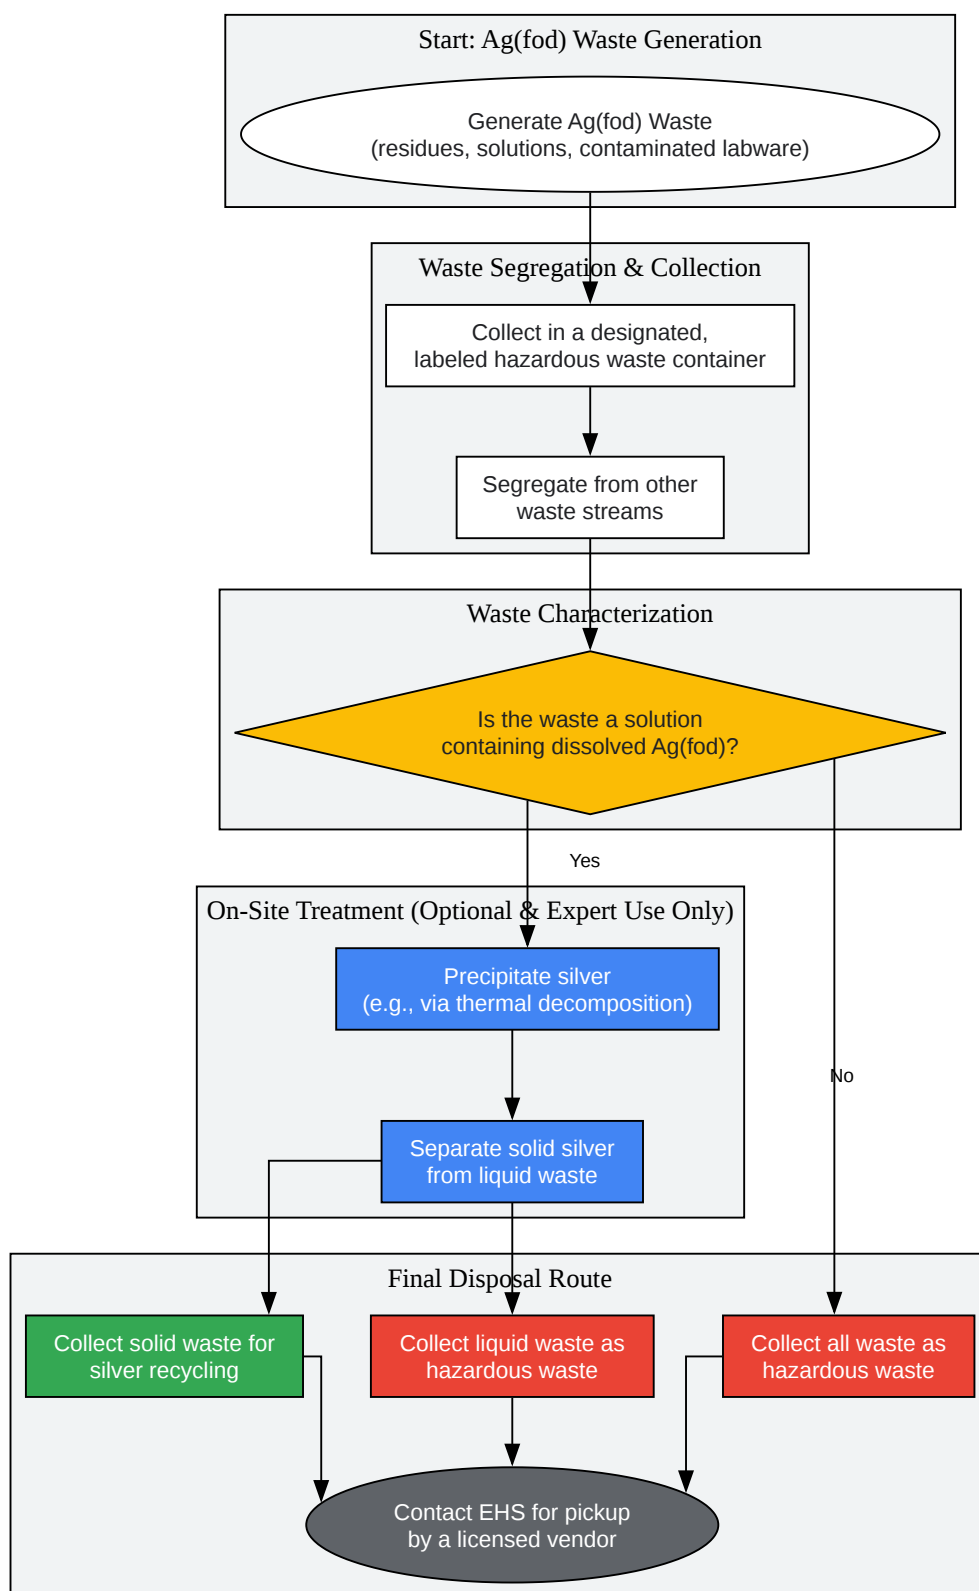 Start: Ag(fod) Waste Generation
Generate Ag(fod) Waste
(residues, solutions, contaminated labware)
Waste Segregation & Collection
Collect in a designated,
labeled hazardous waste container
Segregate from other
waste streams
Waste Characterization
Is the waste a solution
containing dissolved Ag(fod)?
Yes
On-Site Treatment (Optional & Expert Use Only)
Precipitate silver
(e.g., via thermal decomposition)
No
Separate solid silver
from liquid waste
Final Disposal Route
Collect solid waste for
silver recycling
Collect liquid waste as
hazardous waste
Collect all waste as
hazardous waste
Contact EHS for pickup
by a licensed vendor